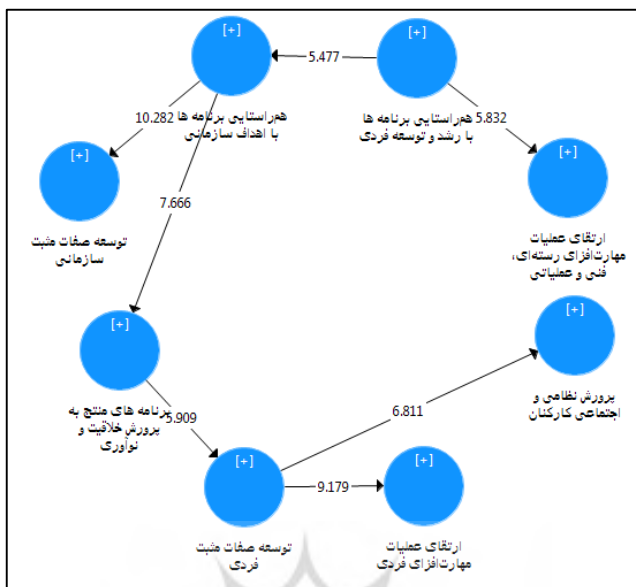 [+]
[+]
5.477
هم‌راستایی برنامه ها
با اهداف سازمانی
هم‌راستایی برنامه ها
با رشد و توسعه فردی
10.282
5.832
[+]
[+]
توسعه صفات مثبت
سازمانی
ارتقای عملیات
مهارت‌افزای رسته‌ای،
فنی و عملیاتی
7.666
[+]
[+]
برنامه های منتج به
پرورش خلاقیت و
نوآوری
پرورش نظامی و
اجتماعی کارکنان
5.909
6.811
[+]
[+]
9.179
توسعه صفات مثبت
فردی
ارتقای عملیات
مهارت‌افزای فردی